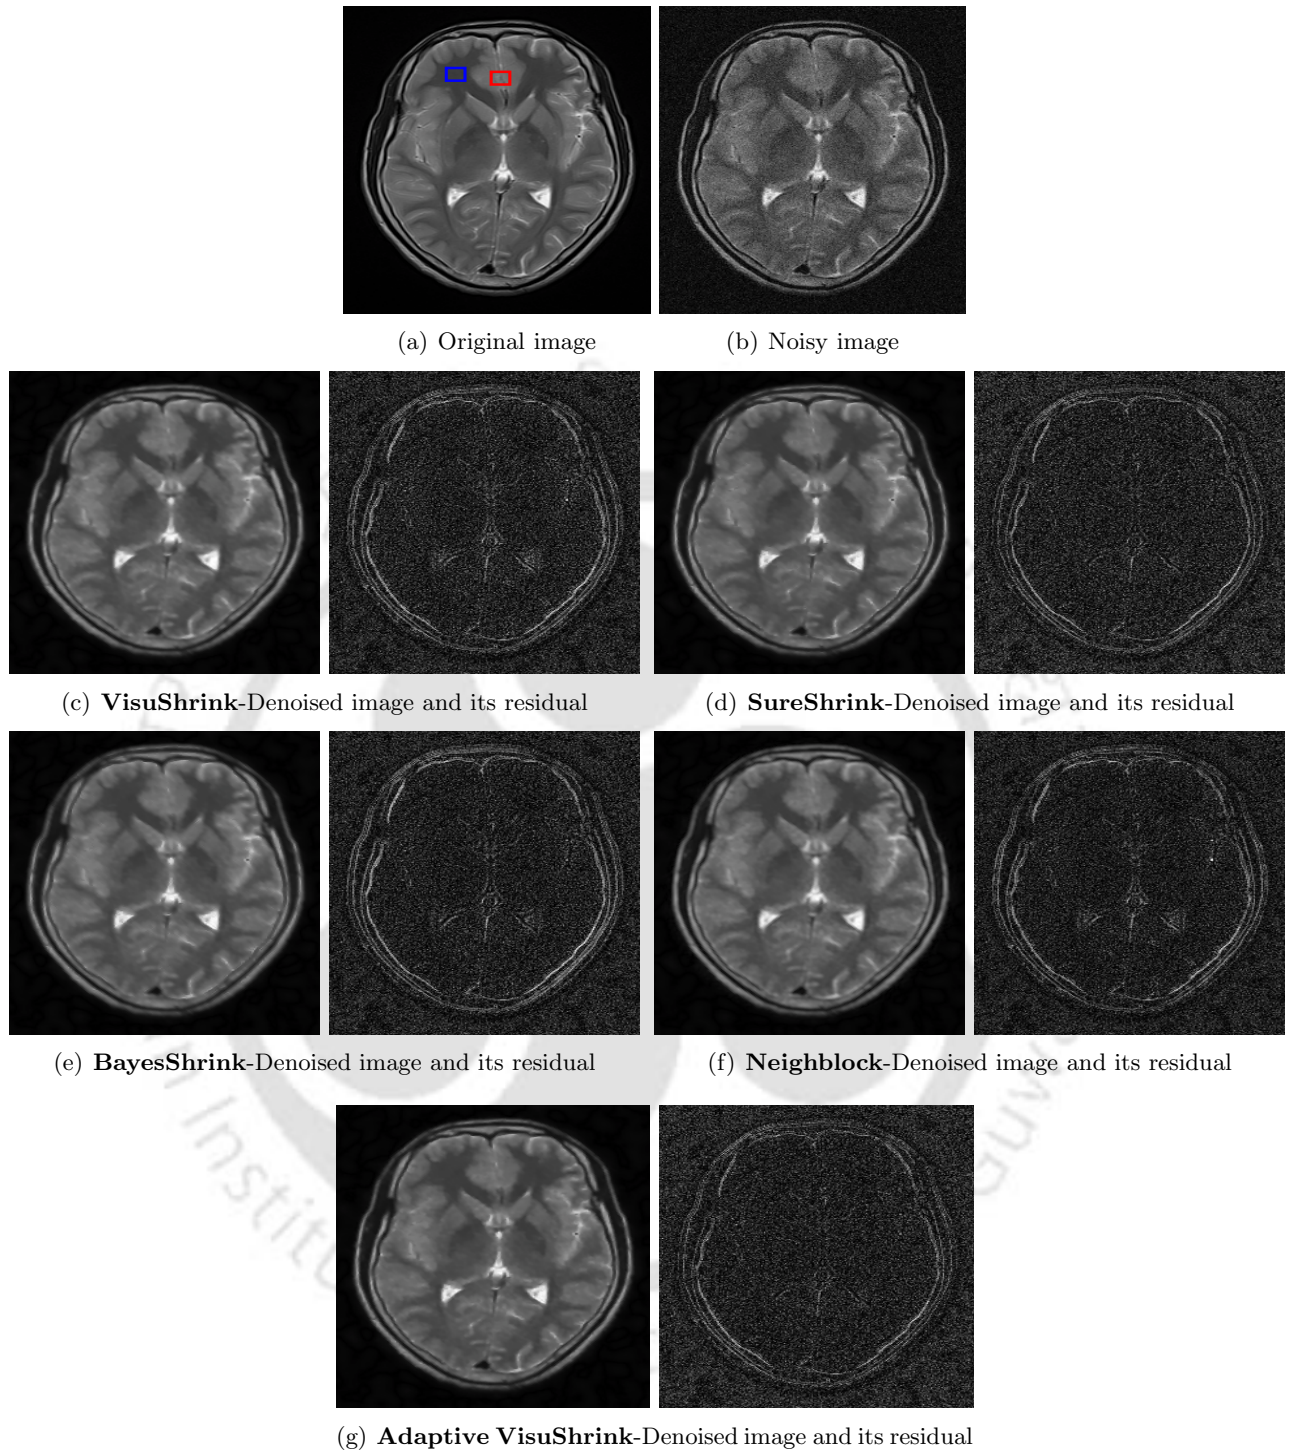 (a) Original image
(b) Noisy image
(c) VisuShrink-Denoised image and its residual
(d) SureShrink-Denoised image and its residual
(e) BayesShrink-Denoised image and its residual
(f) Neighblock-Denoised image and its residual
(g) Adaptive VisuShrink-Denoised image and its residual